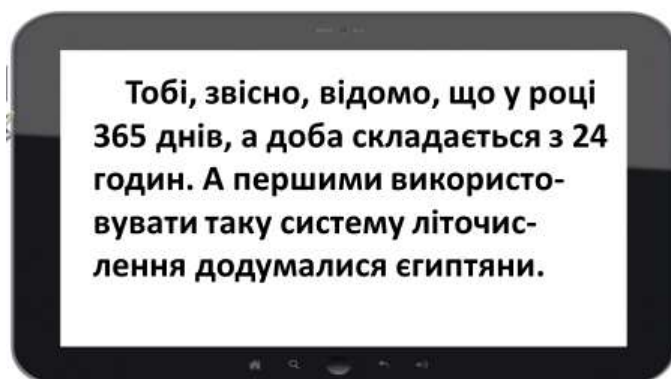 Тобі, звісно, відомо, що у році
365 днів, а доба складається з 24
годин. А першими використо-
вувати таку систему літочис-
лення додумалися єгиптяни.